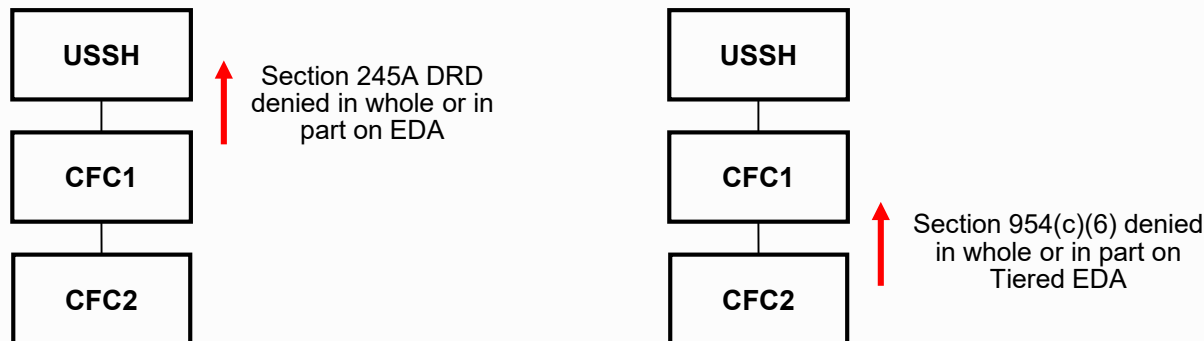 USSH
Section 245A DRD
denied in whole or in
part on EDA
CFC1
CFC2
USSH
CFC1
Section 954(c)(6) denied
in whole or in part on
Tiered EDA
CFC2